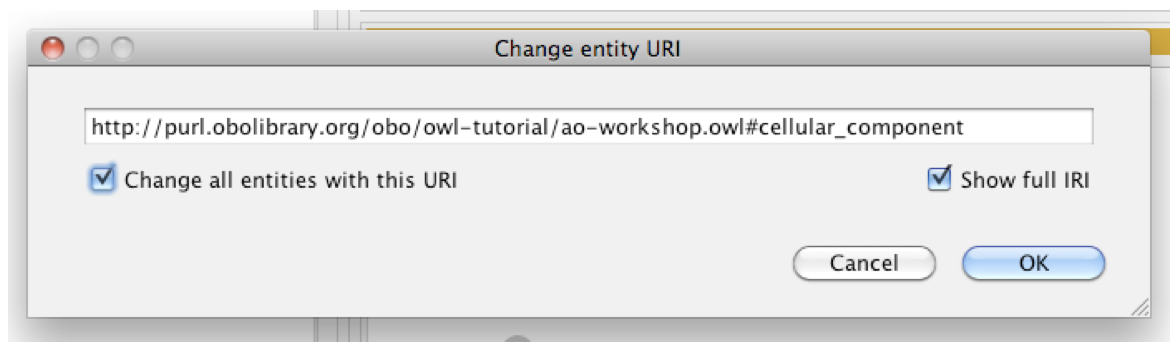 Change entity URI
http://purl.obolibrary.org/obo/owl-tutorial/ao-workshop.owl#cellular_component
Change all entities with this URI
Show full IRI
Cancel
OK